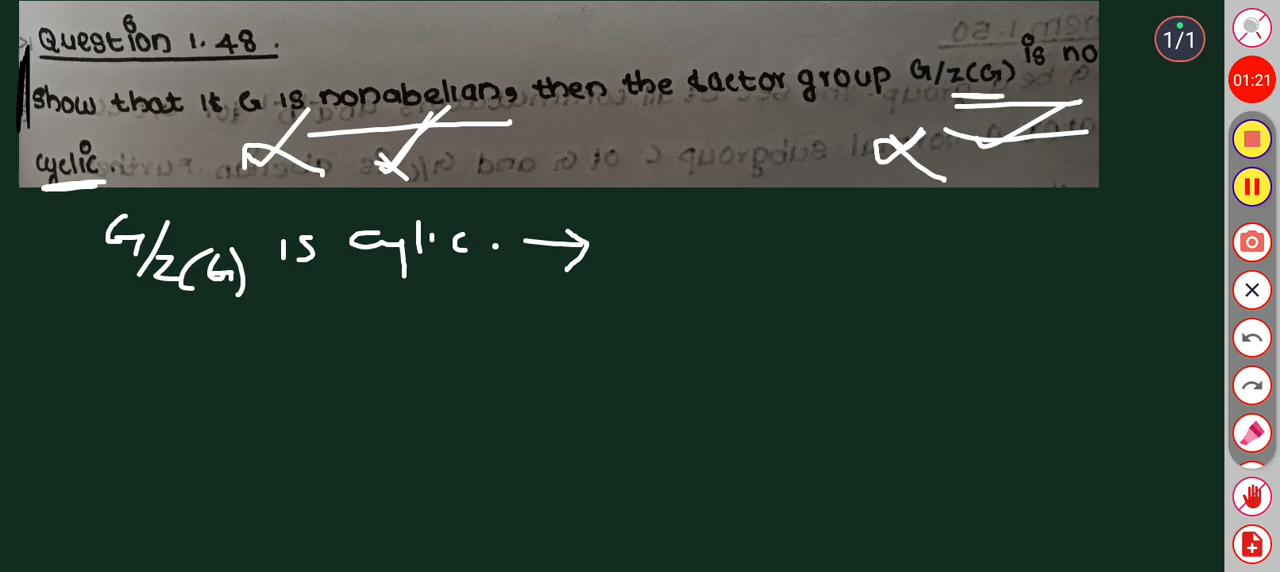 Question 1.48.
show that if G is nonabelian, then the factor group G/Z(G) is no
cyclic.
G/Z(G) is cylic. →
1/1
01:21